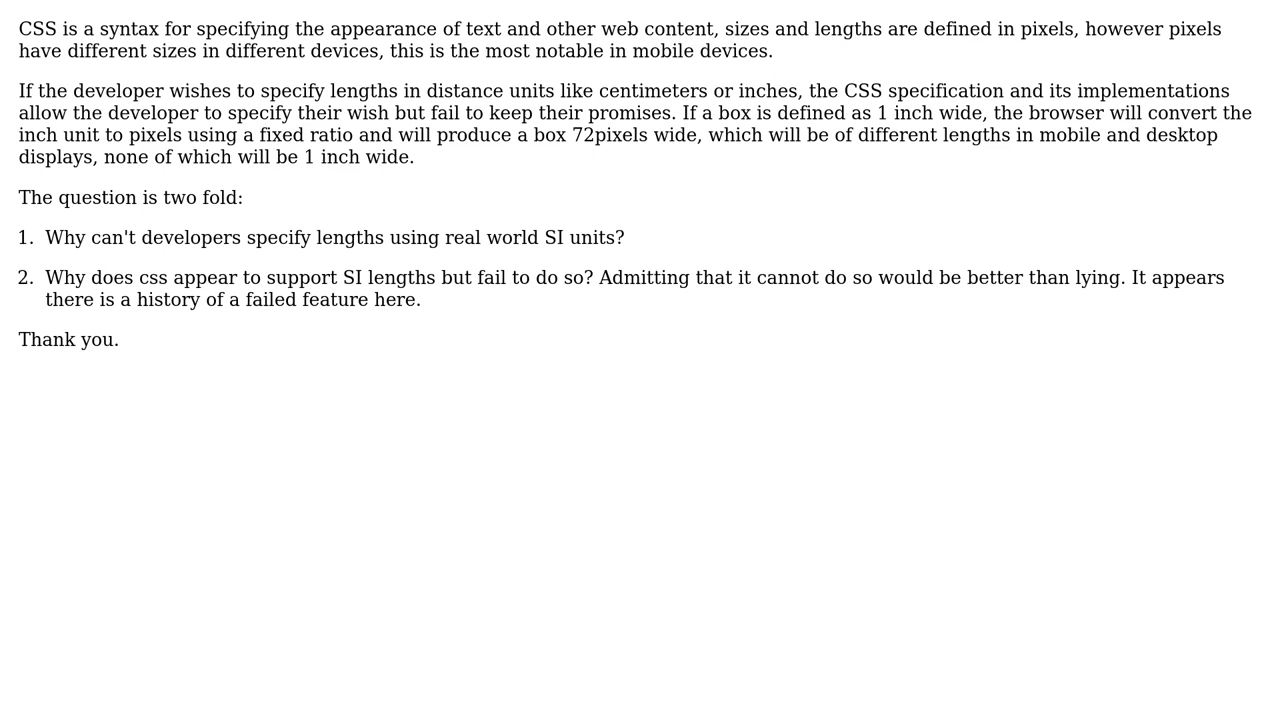 CSS is a syntax for specifying the appearance of text and other web content, sizes and lengths are defined in pixels, however pixels
have different sizes in different devices, this is the most notable in mobile devices.
If the developer wishes to specify lengths in distance units like centimeters or inches, the CSS specification and its implementations
allow the developer to specify their wish but fail to keep their promises. If a box is defined as 1 inch wide, the browser will convert the
inch unit to pixels using a fixed ratio and will produce a box 72pixels wide, which will be of different lengths in mobile and desktop
displays, none of which will be 1 inch wide.
The question is two fold:
1. Why can't developers specify lengths using real world SI units?
2. Why does css appear to support SI lengths but fail to do so? Admitting that it cannot do so would be better than lying. It appears
there is a history of a failed feature here.
Thank you.